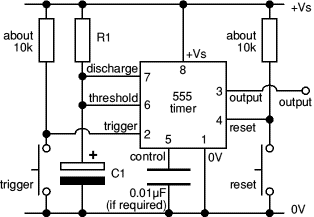 +Vs
about
10k
R1
about
10k
+Vs
discharge
7
8
threshold
6
555
timer
3
output
output
trigger
2
4
reset
5
1
control
0V
+
C1
trigger
0.01µF
(if required)
reset
0V